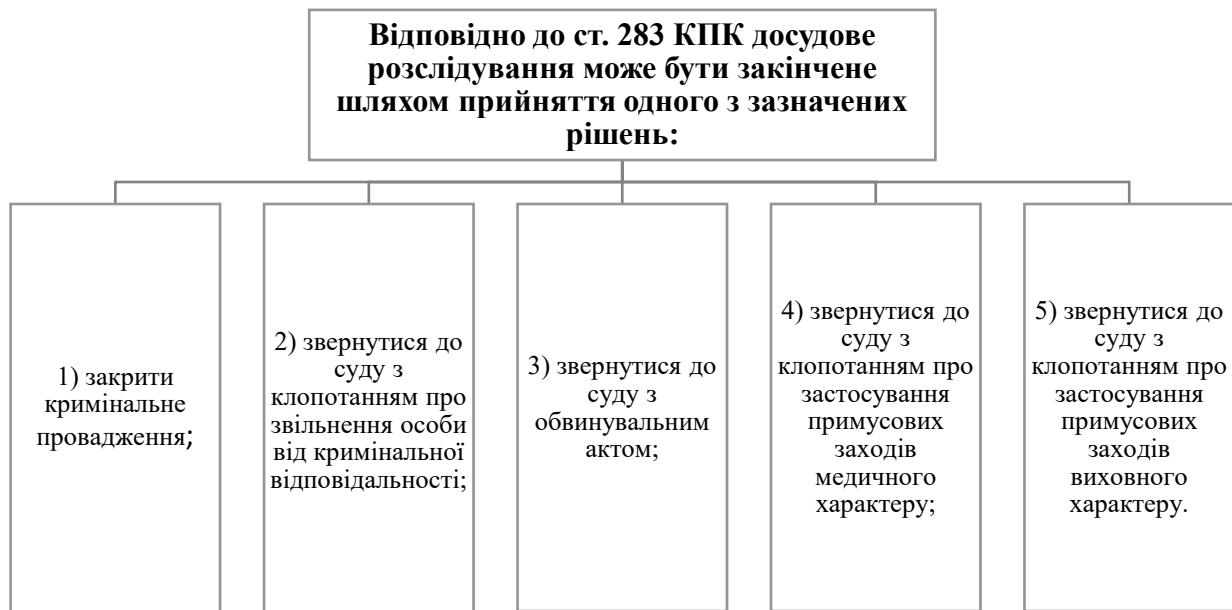 Відповідно до ст. 283 КПК досудове
розслідування може бути закінчене
шляхом прийняття одного з зазначених
рішень:
1) закрити
кримінальне
провадження;
2) звернутися до
суду з
клопотанням про
звільнення особи
від кримінальної
відповідальності;
3) звернутися до
суду з
обвинувальним
актом;
4) звернутися до
суду з
клопотанням про
застосування
примусових
заходів
медичного
характеру;
5) звернутися до
суду з
клопотанням про
застосування
примусових
заходів
виховного
характеру.